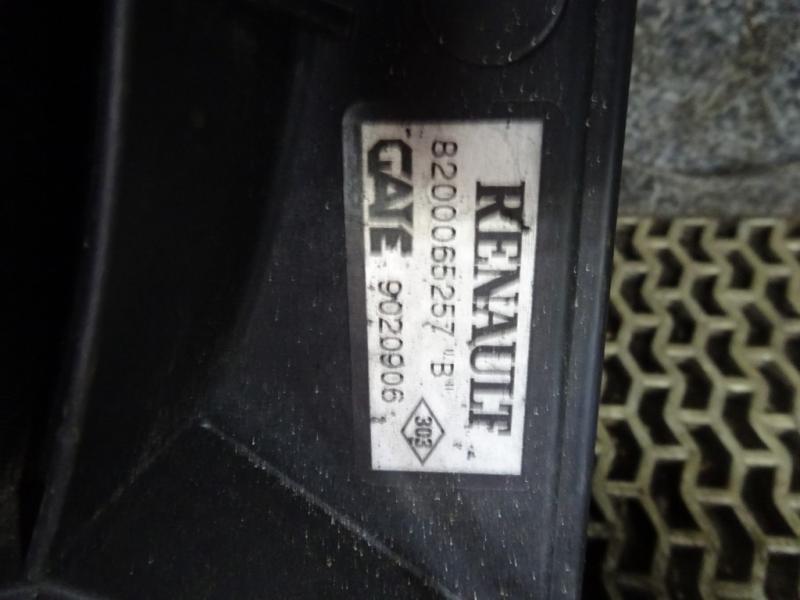 RENAULT
8200065257 "B"
GATE 9020906
303